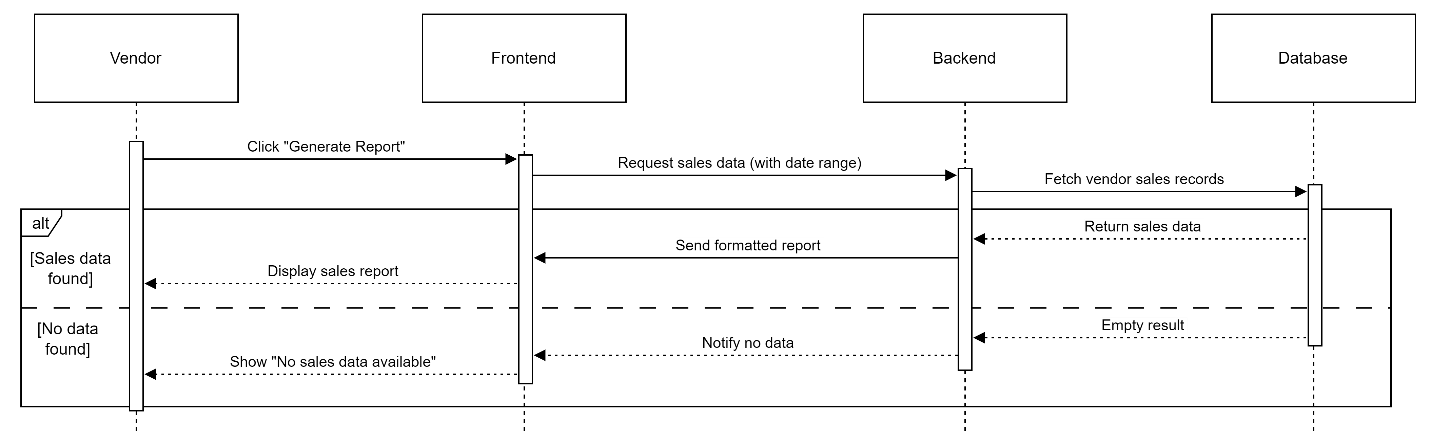 Vendor
Frontend
Backend
Database
Click "Generate Report"
Request sales data (with date range)
Fetch vendor sales records
alt
Return sales data
Send formatted report
[Sales data
found]
Display sales report
[No data
found]
Empty result
Notify no data
Show "No sales data available"